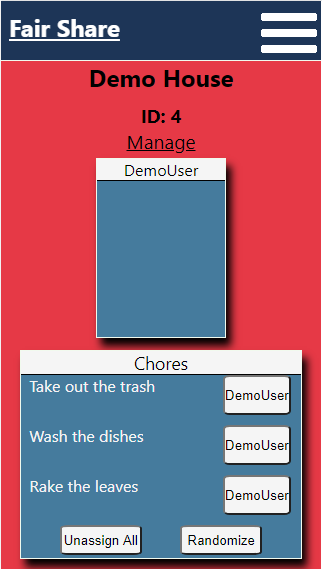 Fair Share
Demo House
ID: 4
Manage
DemoUser
Chores
Take out the trash
DemoUser
Wash the dishes
DemoUser
Rake the leaves
DemoUser
Unassign All
Randomize